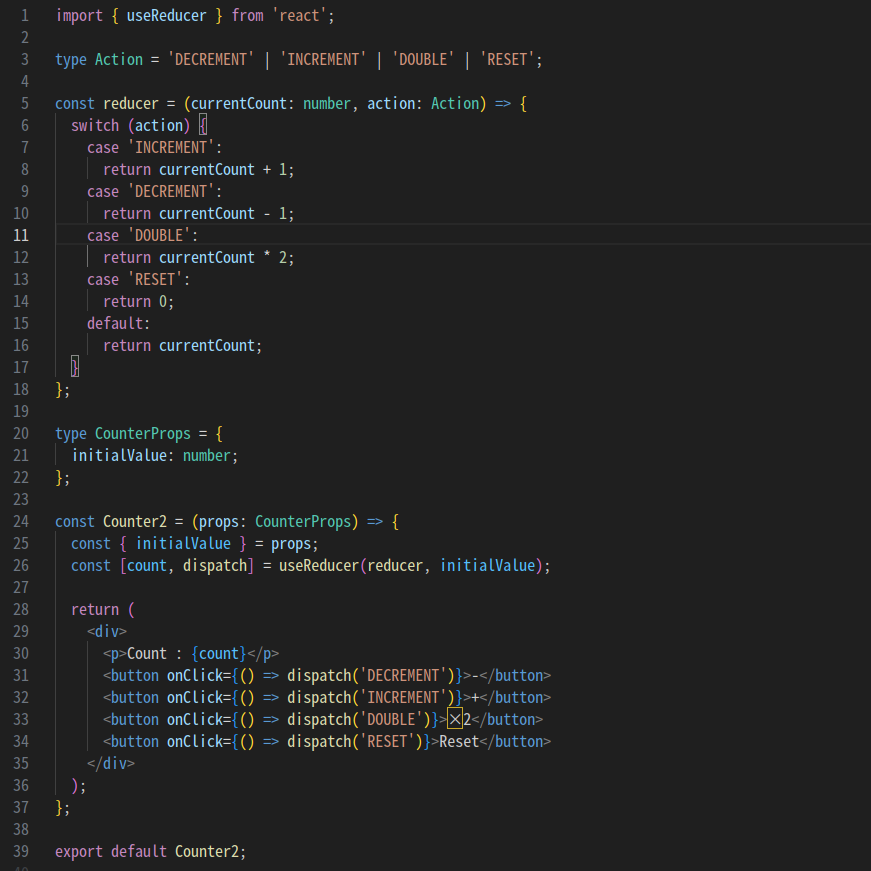 1 import { useReducer } from 'react';
2
3 type Action = 'DECREMENT' | 'INCREMENT' | 'DOUBLE' | 'RESET';
4
5 const reducer = (currentCount: number, action: Action) => {
6   switch (action) {
7     case 'INCREMENT':
8       return currentCount + 1;
9     case 'DECREMENT':
10       return currentCount - 1;
11     case 'DOUBLE':
12       return currentCount * 2;
13     case 'RESET':
14       return 0;
15     default:
16       return currentCount;
17   }
18 };
19
20 type CounterProps = {
21   initialValue: number;
22 };
23
24 const Counter2 = (props: CounterProps) => {
25   const { initialValue } = props;
26   const [count, dispatch] = useReducer(reducer, initialValue);
27
28   return (
29     <div>
30       <p>Count : {count}</p>
31       <button onClick={() => dispatch('DECREMENT')}>-</button>
32       <button onClick={() => dispatch('INCREMENT')}>+</button>
33       <button onClick={() => dispatch('DOUBLE')}>×2</button>
34       <button onClick={() => dispatch('RESET')}>Reset</button>
35     </div>
36   );
37 };
38
39 export default Counter2;